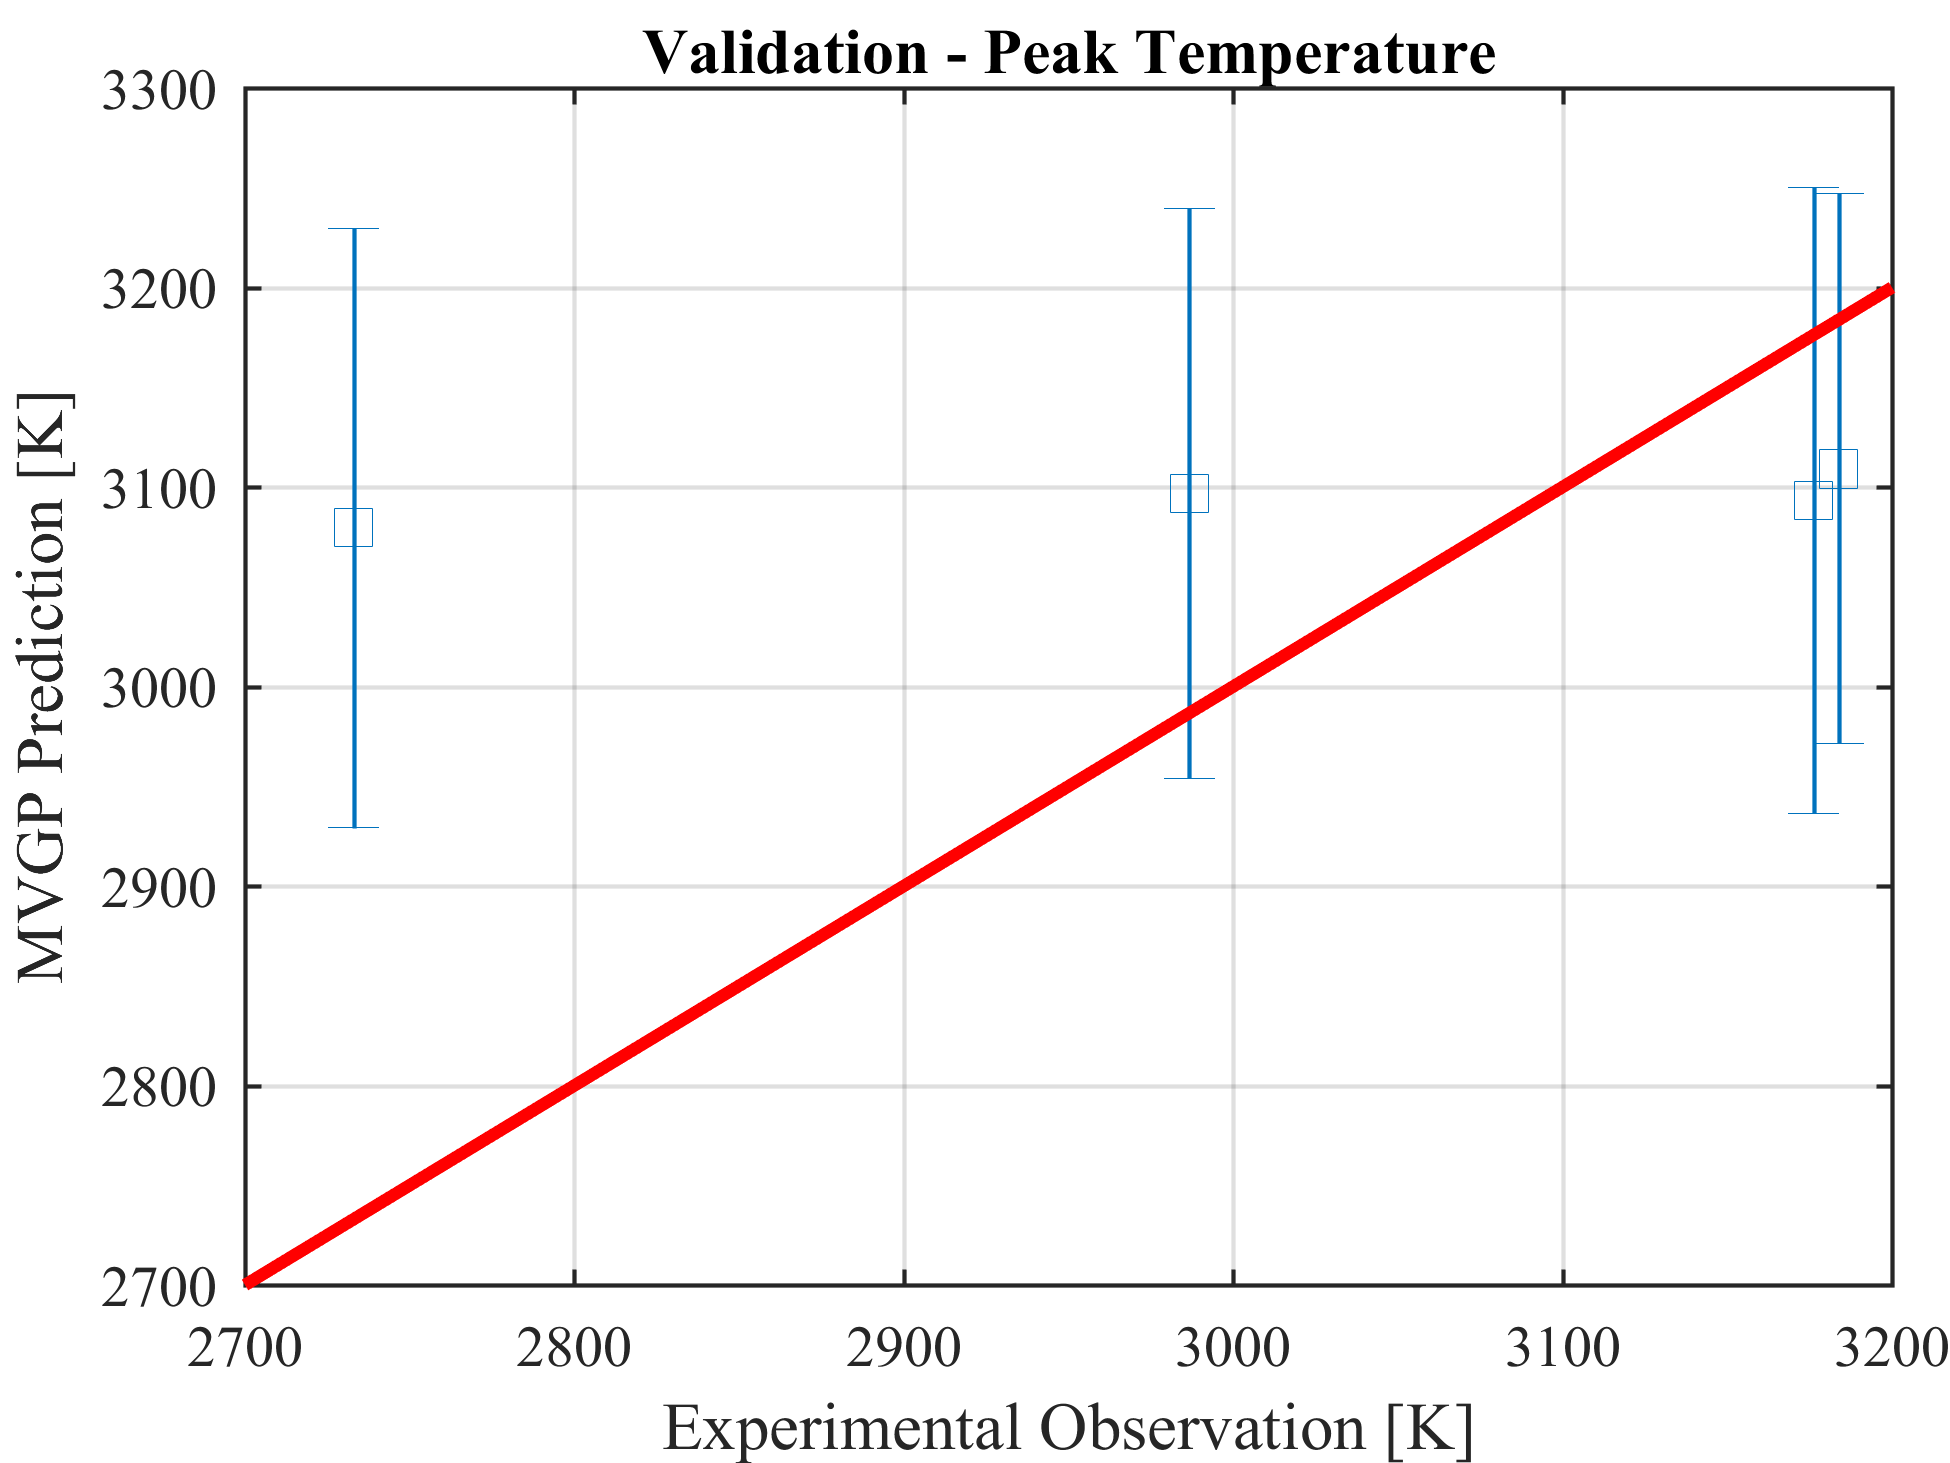 Validation - Peak Temperature
3300
3200
3100
3000
2900
2800
2700
MVGP Prediction [K]
2700 2800 2900 3000 3100 3200
Experimental Observation [K]